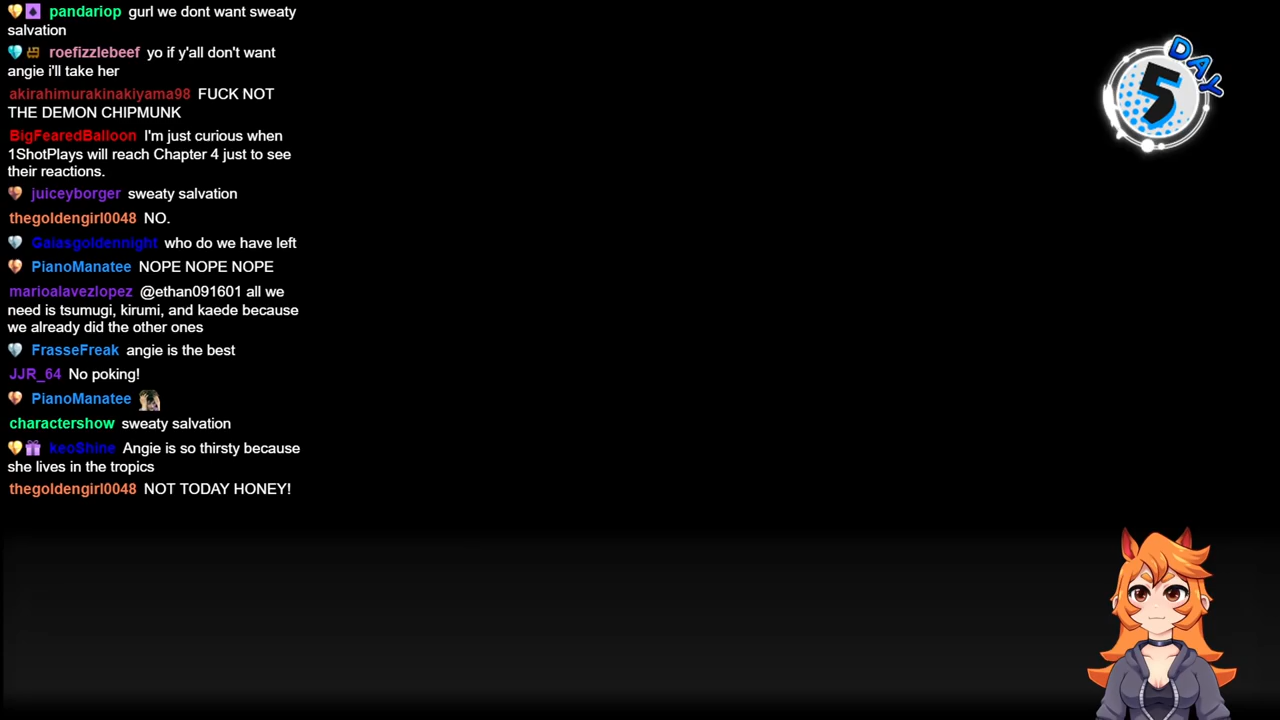 pandariop gurl we dont want sweaty
salvation
roefizzlebeef yo if y'all don't want
angie i'll take her
akirahimurakinakiyama98 FUCK NOT
THE DEMON CHIPMUNK
BigFearedBalloon I'm just curious when
1ShotPlays will reach Chapter 4 just to see
their reactions.
juiceyborger sweaty salvation
thegoldengirl0048 NO.
Gaiasgoldennight who do we have left
PianoManatee NOPE NOPE NOPE
marioalavezlopez @ethan091601 all we
need is tsumugi, kirumi, and kaede because
we already did the other ones
FrasseFreak angie is the best
JJR_64 No poking!
PianoManatee
charactershow sweaty salvation
keoShine Angie is so thirsty because
she lives in the tropics
thegoldengirl0048 NOT TODAY HONEY!
DAY
5